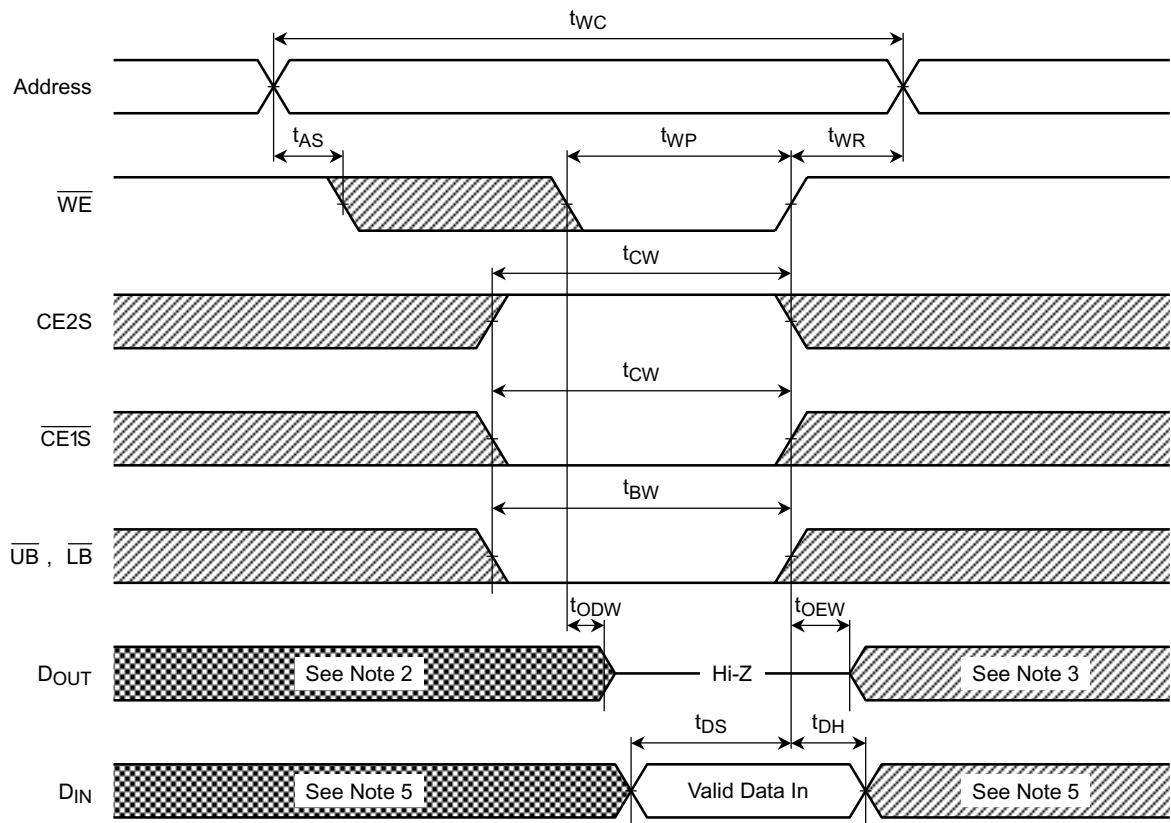 tWC
Address
tAS
tWP
tWR
WE
tCW
CE2S
tCW
CE1S
tBW
UB , LB
tODW
tOEW
DOUT
See Note 2
Hi-Z
See Note 3
tDS
tDH
DIN
See Note 5
Valid Data In
See Note 5